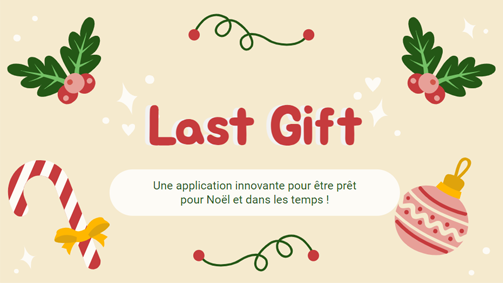 Last Gift
Une application innovante pour être prêt
pour Noël et dans les temps !